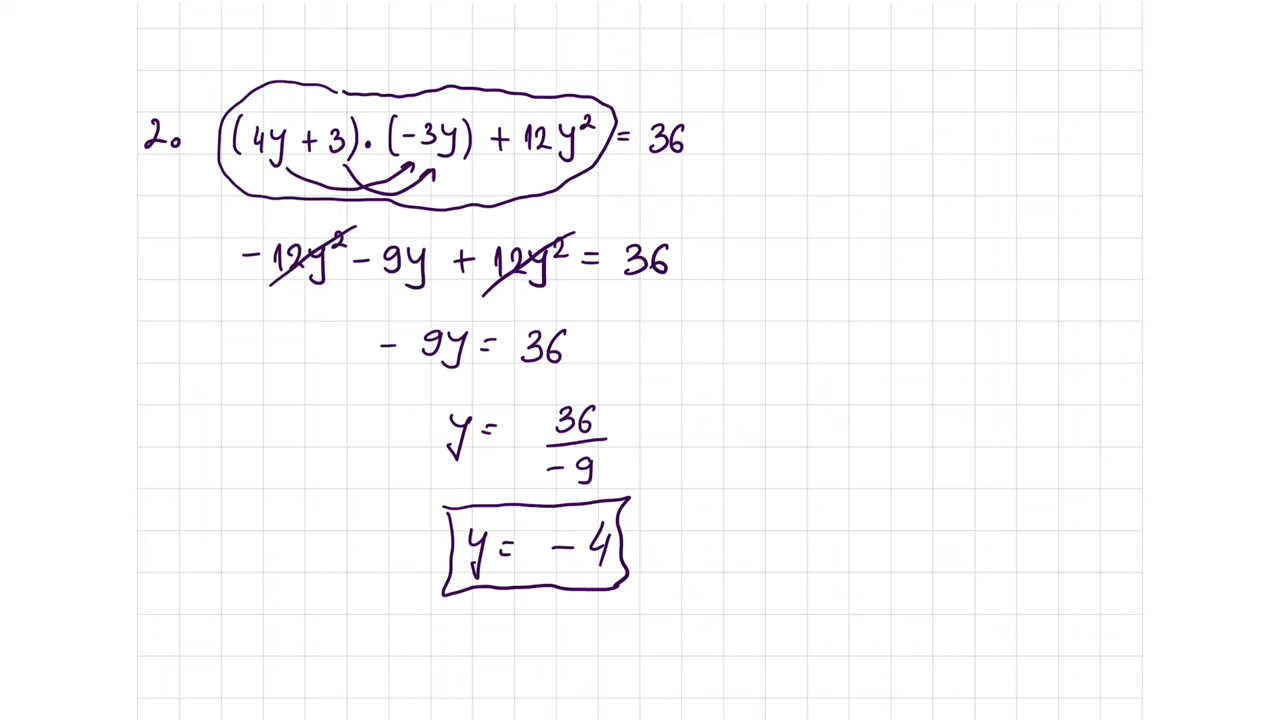 2. (4y + 3) · (-3y) + 12y² = 36
- 12y² - 9y + 12y² = 36
- 9y = 36
y = 36/-9
y = - 4